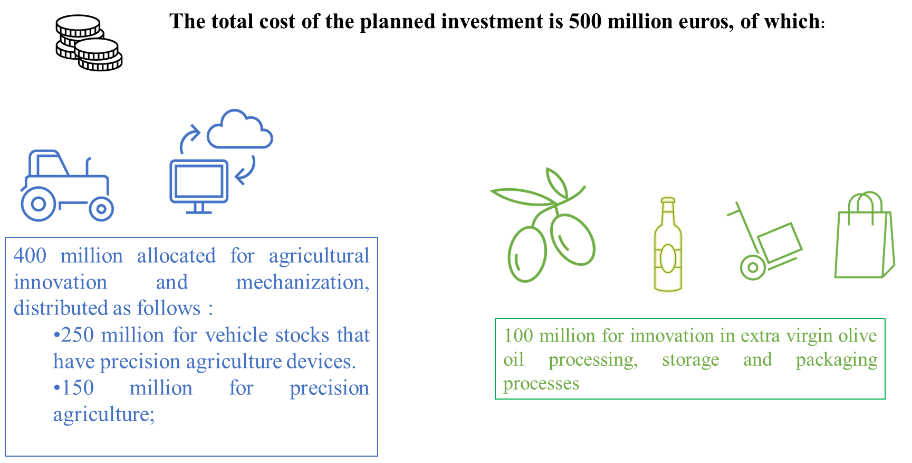 The total cost of the planned investment is 500 million euros, of which:
400 million allocated for agricultural
innovation and mechanization,
distributed as follows :
•250 million for vehicle stocks that
have precision agriculture devices.
•150 million for precision
agriculture;
100 million for innovation in extra virgin olive
oil processing, storage and packaging
processes